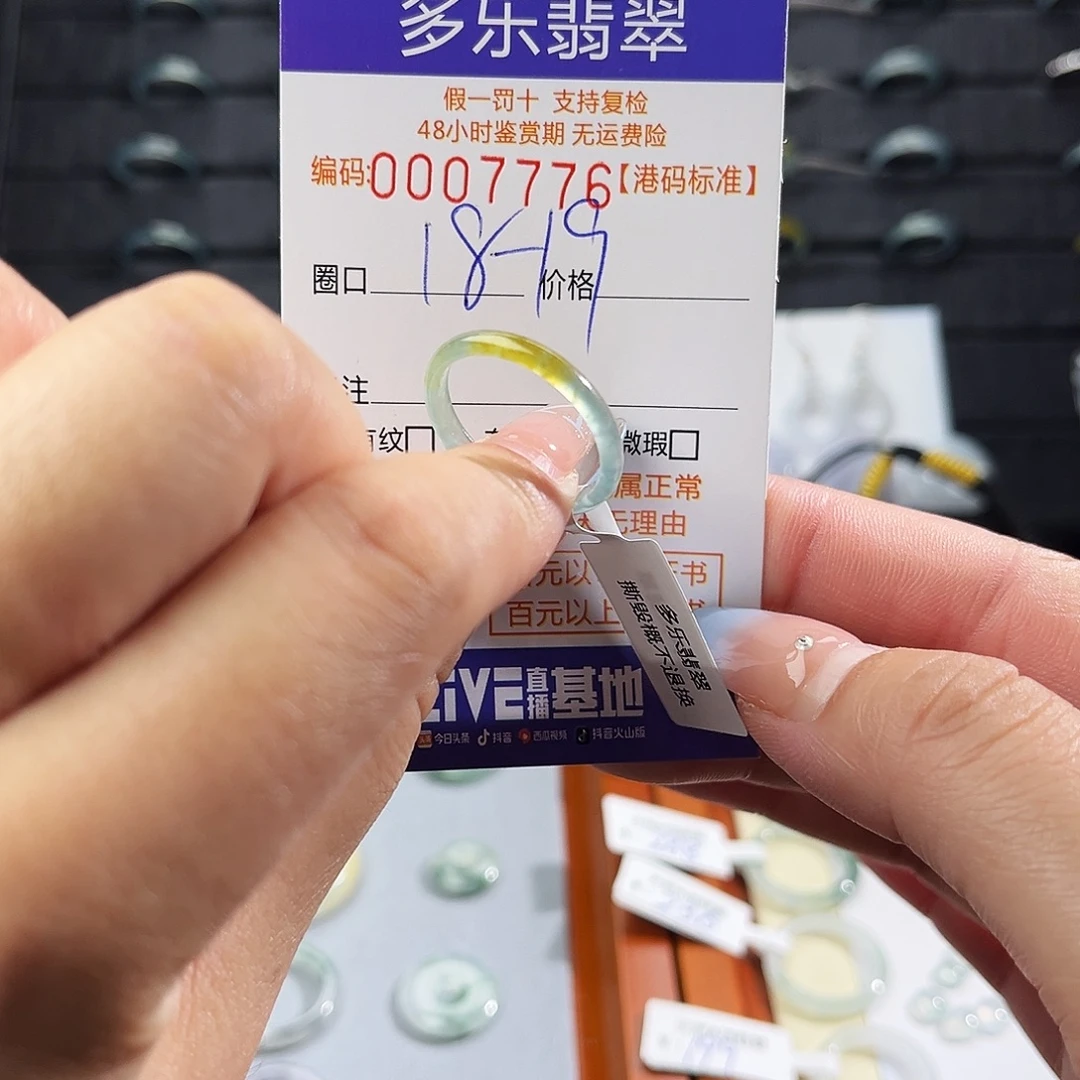 多乐翡翠
假一罚十 支持复检
48小时鉴赏期 无运费险
编码:0007776【港码标准】
圈口 18-19 价格
注
纹□ 微瑕□
属正常
无理由
元以 证书
百元以上
多乐翡翠
撕毁概不退换
LIVE直播基地
今日头条 抖音 西瓜视频 抖音火山版